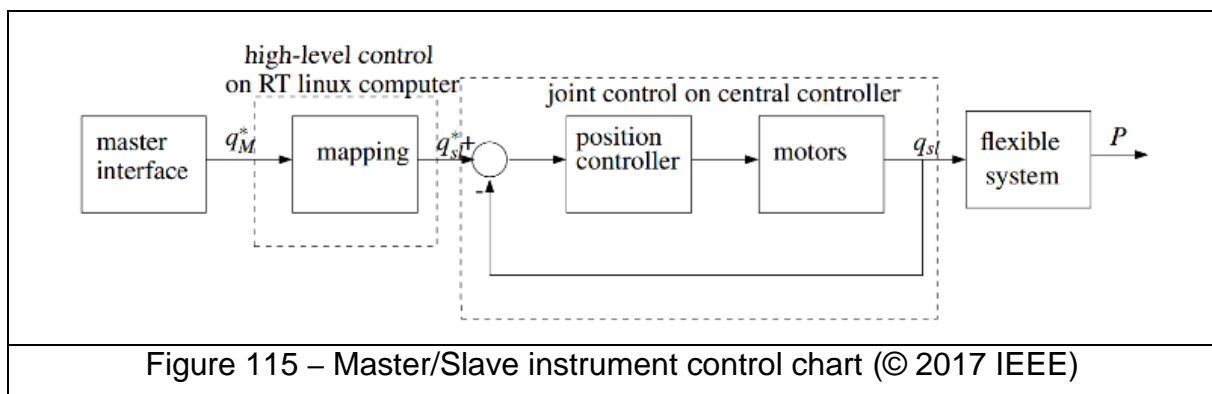 high-level control
on RT linux computer
joint control on central controller
master
interface
q*M
mapping
q*sl
+
-
position
controller
motors
qsl
flexible
system
P
Figure 115 – Master/Slave instrument control chart (© 2017 IEEE)